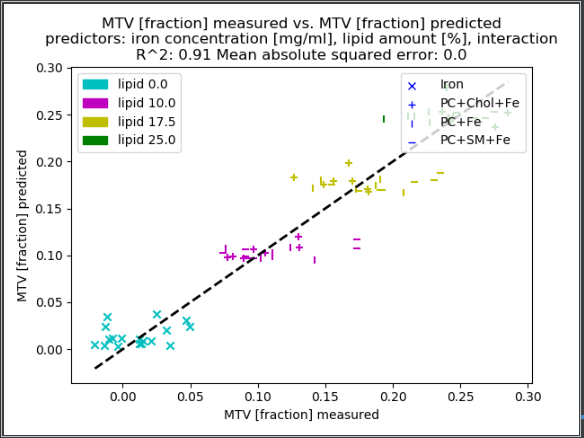 MTV [fraction] measured vs. MTV [fraction] predicted
predictors: iron concentration [mg/ml], lipid amount [%], interaction
R^2: 0.91 Mean absolute squared error: 0.0
MTV [fraction] predicted
0.30
0.25
0.20
0.15
0.10
0.05
0.00
lipid 0.0
lipid 10.0
lipid 17.5
lipid 25.0
Iron
PC+Chol+Fe
PC+Fe
PC+SM+Fe
0.00 0.05 0.10 0.15 0.20 0.25 0.30
MTV [fraction] measured